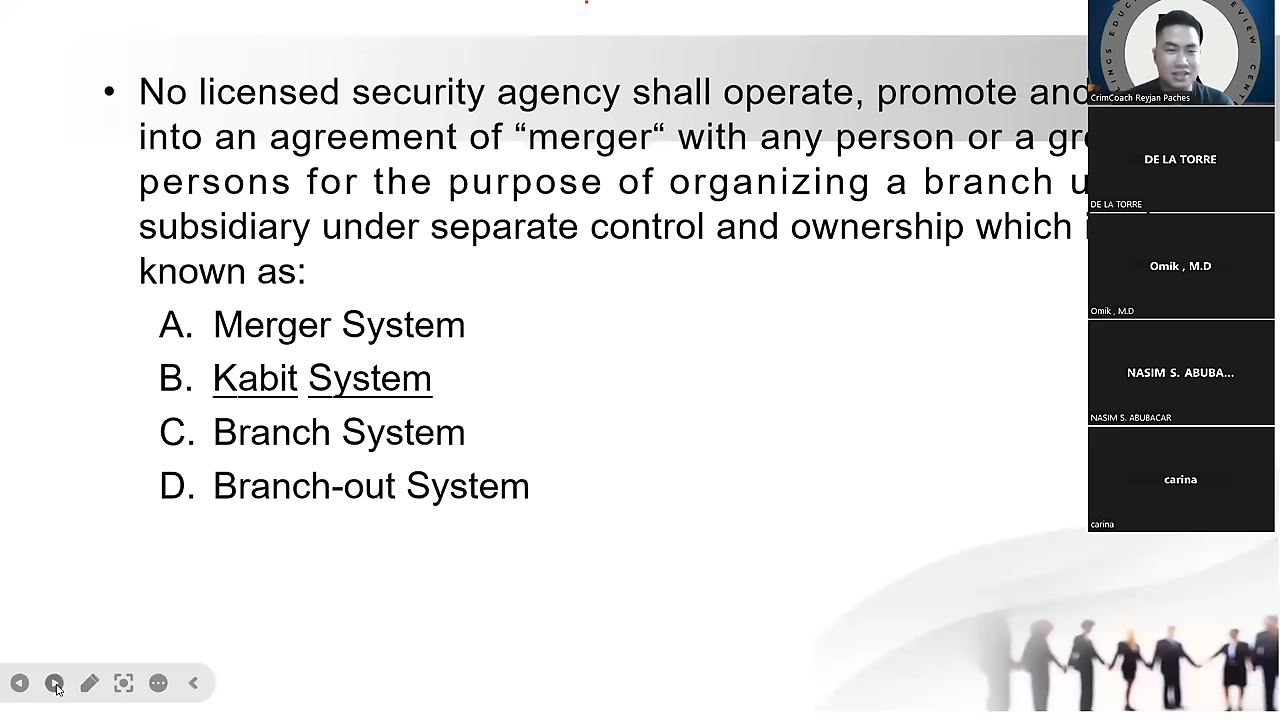 • No licensed security agency shall operate, promote and
into an agreement of “merger“ with any person or a
persons for the purpose of organizing a branch
subsidiary under separate control and ownership which
known as:
A. Merger System
B. Kabit System
C. Branch System
D. Branch-out System
CrimCoach Reyjan Paches
DE LA TORRE
DE LA TORRE
Omik , M.D
Omik , M.D
NASIM S. ABUBA...
NASIM S. ABUBACAR
carina
carina